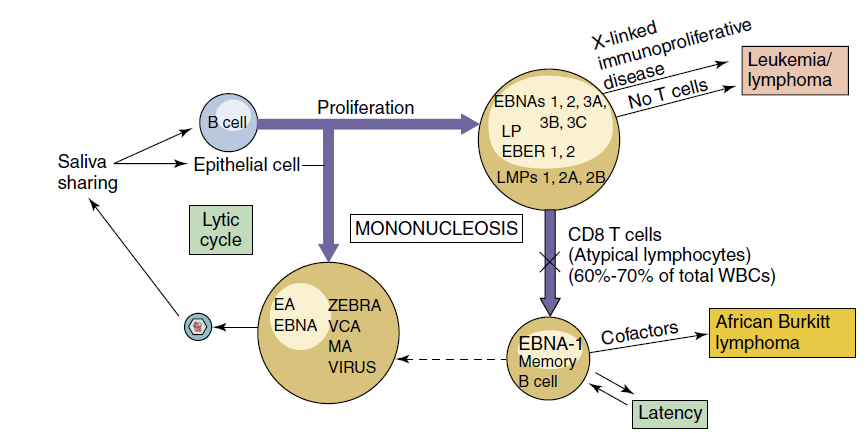 X-linked
immunoproliferative
disease
No T cells
Leukemia/
lymphoma
Proliferation
B cell
EBNAs 1, 2, 3A,
3B, 3C
LP
EBER 1, 2
LMPs 1, 2A, 2B
Saliva
sharing
Epithelial cell
Lytic
cycle
MONONUCLEOSIS
CD8 T cells
(Atypical lymphocytes)
(60%-70% of total WBCs)
EA
EBNA
ZEBRA
VCA
MA
VIRUS
EBNA-1
Memory
B cell
Cofactors
African Burkitt
lymphoma
Latency